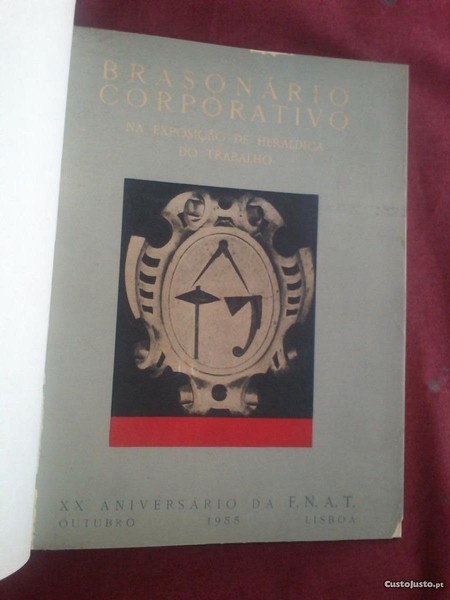 BRASONÁRIO
CORPORATIVO
NA EXPOSIÇÃO DE HERÁLDICA
DO TRABALHO
XX ANIVERSÁRIO DA F.N.A.T.
OUTUBRO 1955 LISBOA
CustoJusto.pt